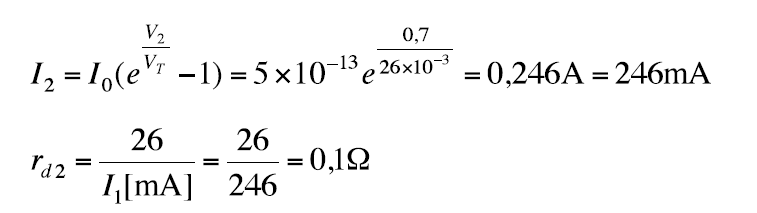 I₂ = I₀(e^(V₂/V_T) −1) = 5×10⁻¹³ e^(0,7/(26×10⁻³)) = 0,246A = 246mA
r_d2 = 26/I₁[mA] = 26/246 = 0,1Ω